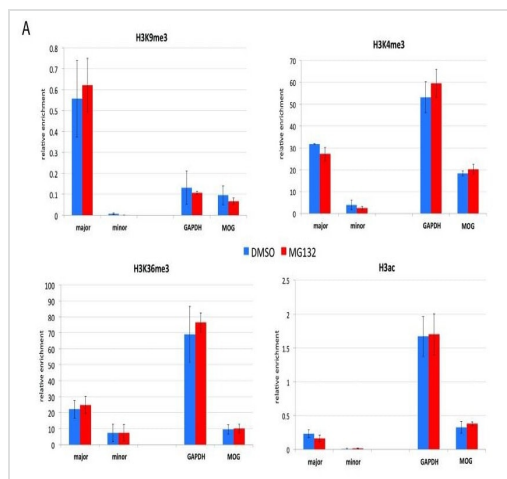 A
H3K9me3
relative enrichment
0.8
0.7
0.6
0.5
0.4
0.3
0.2
0.1
0
major minor GAPDH MOG
H3K4me3
relative enrichment
70
60
50
40
30
20
10
0
major minor GAPDH MOG
DMSO MG132
H3K36me3
relative enrichment
100
90
80
70
60
50
40
30
20
10
0
major minor GAPDH MOG
H3ac
relative enrichment
2.5
2
1.5
1
0.5
0
major minor GAPDH MOG